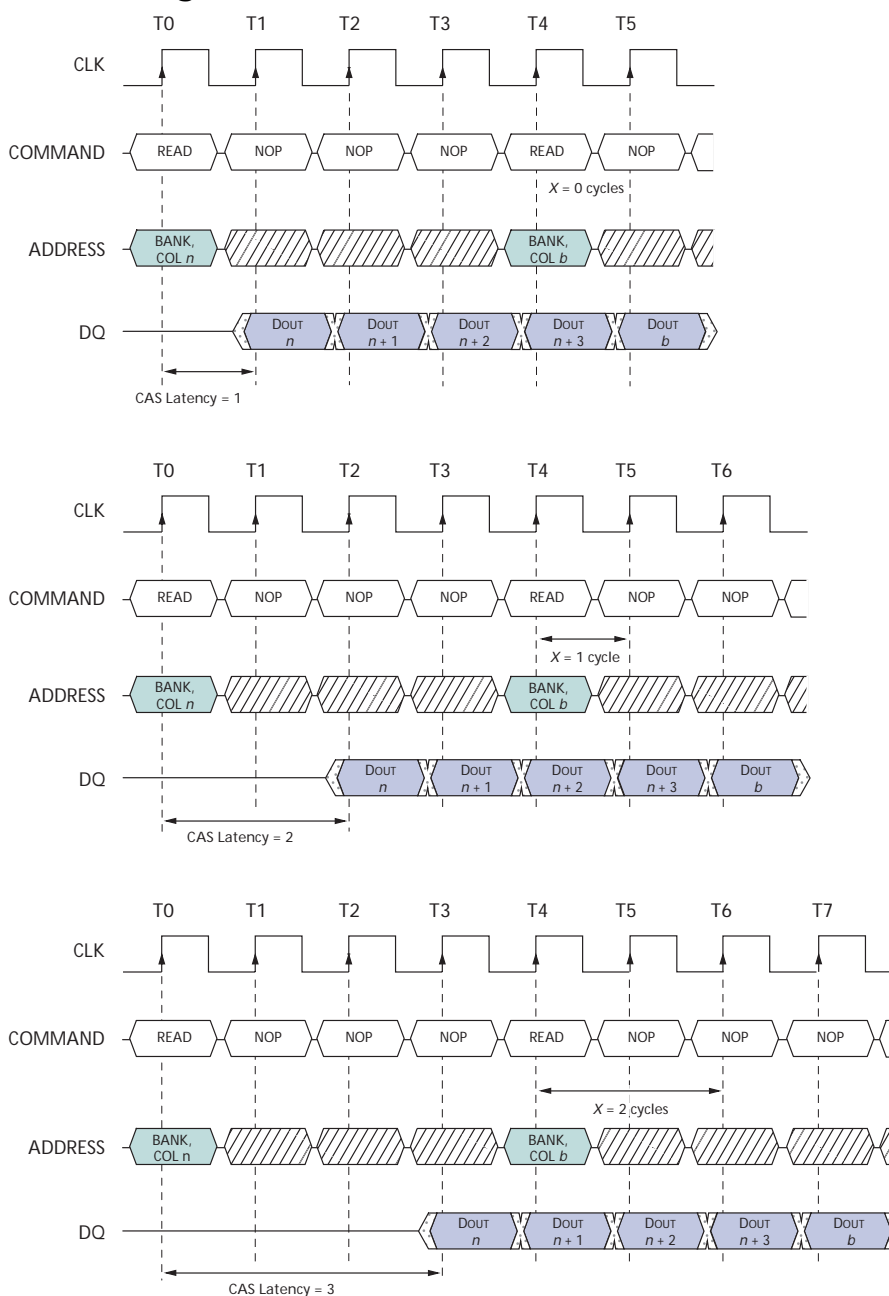 T0 T1 T2 T3 T4 T5
CLK
COMMAND READ NOP NOP NOP READ NOP
X = 0 cycles
ADDRESS BANK, COL n BANK, COL b
DQ DOUT n DOUT n + 1 DOUT n + 2 DOUT n + 3 DOUT b
CAS Latency = 1
T0 T1 T2 T3 T4 T5 T6
CLK
COMMAND READ NOP NOP NOP READ NOP NOP
X = 1 cycle
ADDRESS BANK, COL n BANK, COL b
DQ DOUT n DOUT n + 1 DOUT n + 2 DOUT n + 3 DOUT b
CAS Latency = 2
T0 T1 T2 T3 T4 T5 T6 T7
CLK
COMMAND READ NOP NOP NOP READ NOP NOP NOP
X = 2 cycles
ADDRESS BANK, COL n BANK, COL b
DQ DOUT n DOUT n + 1 DOUT n + 2 DOUT n + 3 DOUT b
CAS Latency = 3